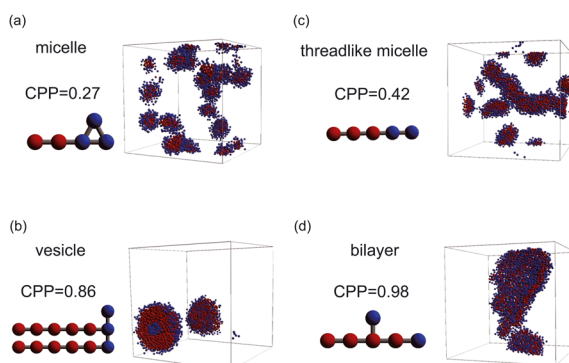 (a)
micelle
CPP=0.27
(c)
threadlike micelle
CPP=0.42
(b)
vesicle
CPP=0.86
(d)
bilayer
CPP=0.98